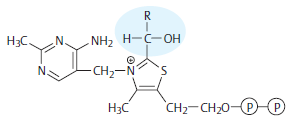 R
H₃C N NH₂ H–C–OH
N CH₂–N⊕ S
H₃C CH₂–CH₂O–P–P